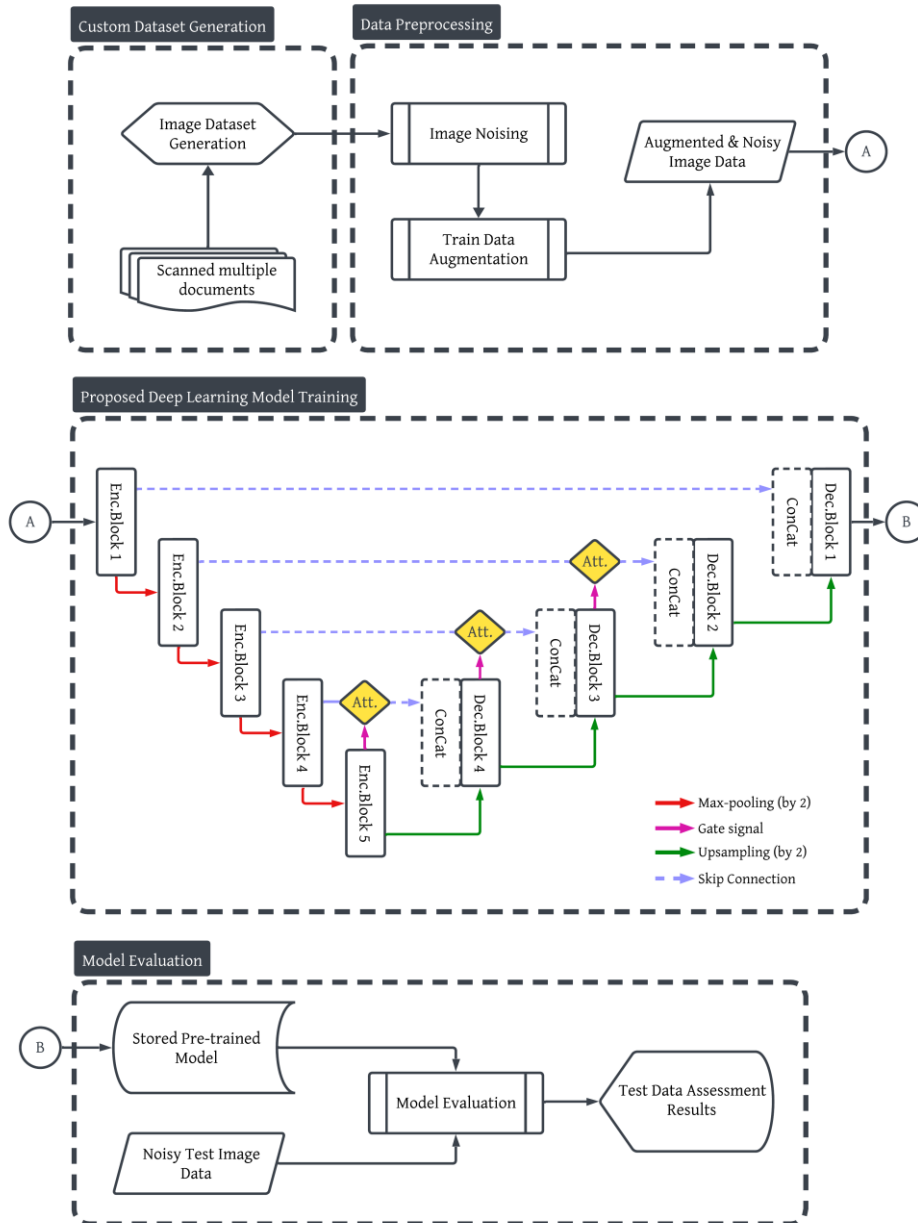 Custom Dataset Generation
Data Preprocessing
Image Dataset
Generation
Image Noising
Augmented & Noisy
Image Data
A
Train Data
Augmentation
Scanned multiple
documents
Proposed Deep Learning Model Training
A
Enc.Block 1
ConCat
Dec.Block 1
B
Enc.Block 2
Att.
ConCat
Dec.Block 2
Enc.Block 3
Att.
ConCat
Dec.Block 3
Enc.Block 4
Att.
ConCat
Dec.Block 4
Enc.Block 5
Max-pooling (by 2)
Gate signal
Upsampling (by 2)
Skip Connection
Model Evaluation
B
Stored Pre-trained
Model
Model Evaluation
Test Data Assessment
Results
Noisy Test Image
Data